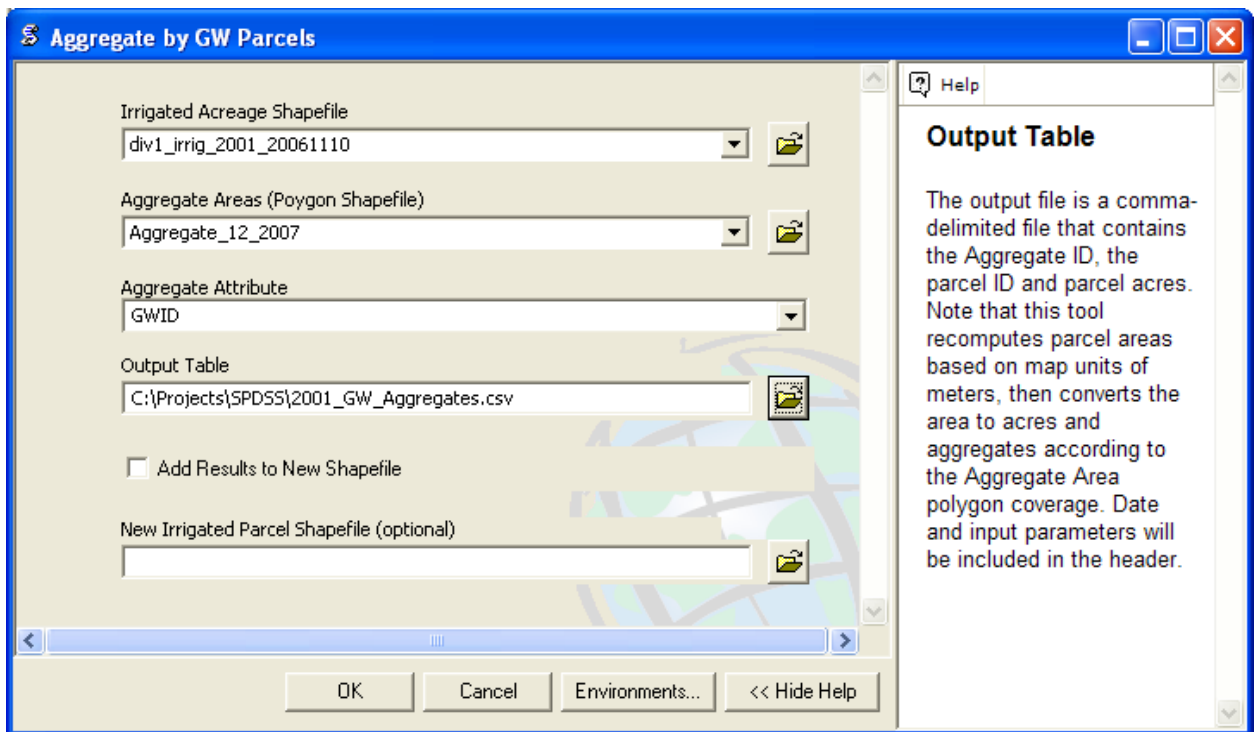 Aggregate by GW Parcels
Irrigated Acreage Shapefile
div1_irrig_2001_20061110
Aggregate Areas (Poygon Shapefile)
Aggregate_12_2007
Aggregate Attribute
GWID
Output Table
C:\Projects\SPDSS\2001_GW_Aggregates.csv
Add Results to New Shapefile
New Irrigated Parcel Shapefile (optional)
OK
Cancel
Environments...
<< Hide Help
Help
Output Table
The output file is a comma-
delimited file that contains
the Aggregate ID, the
parcel ID and parcel acres.
Note that this tool
recomputes parcel areas
based on map units of
meters, then converts the
area to acres and
aggregates according to
the Aggregate Area
polygon coverage. Date
and input parameters will
be included in the header.